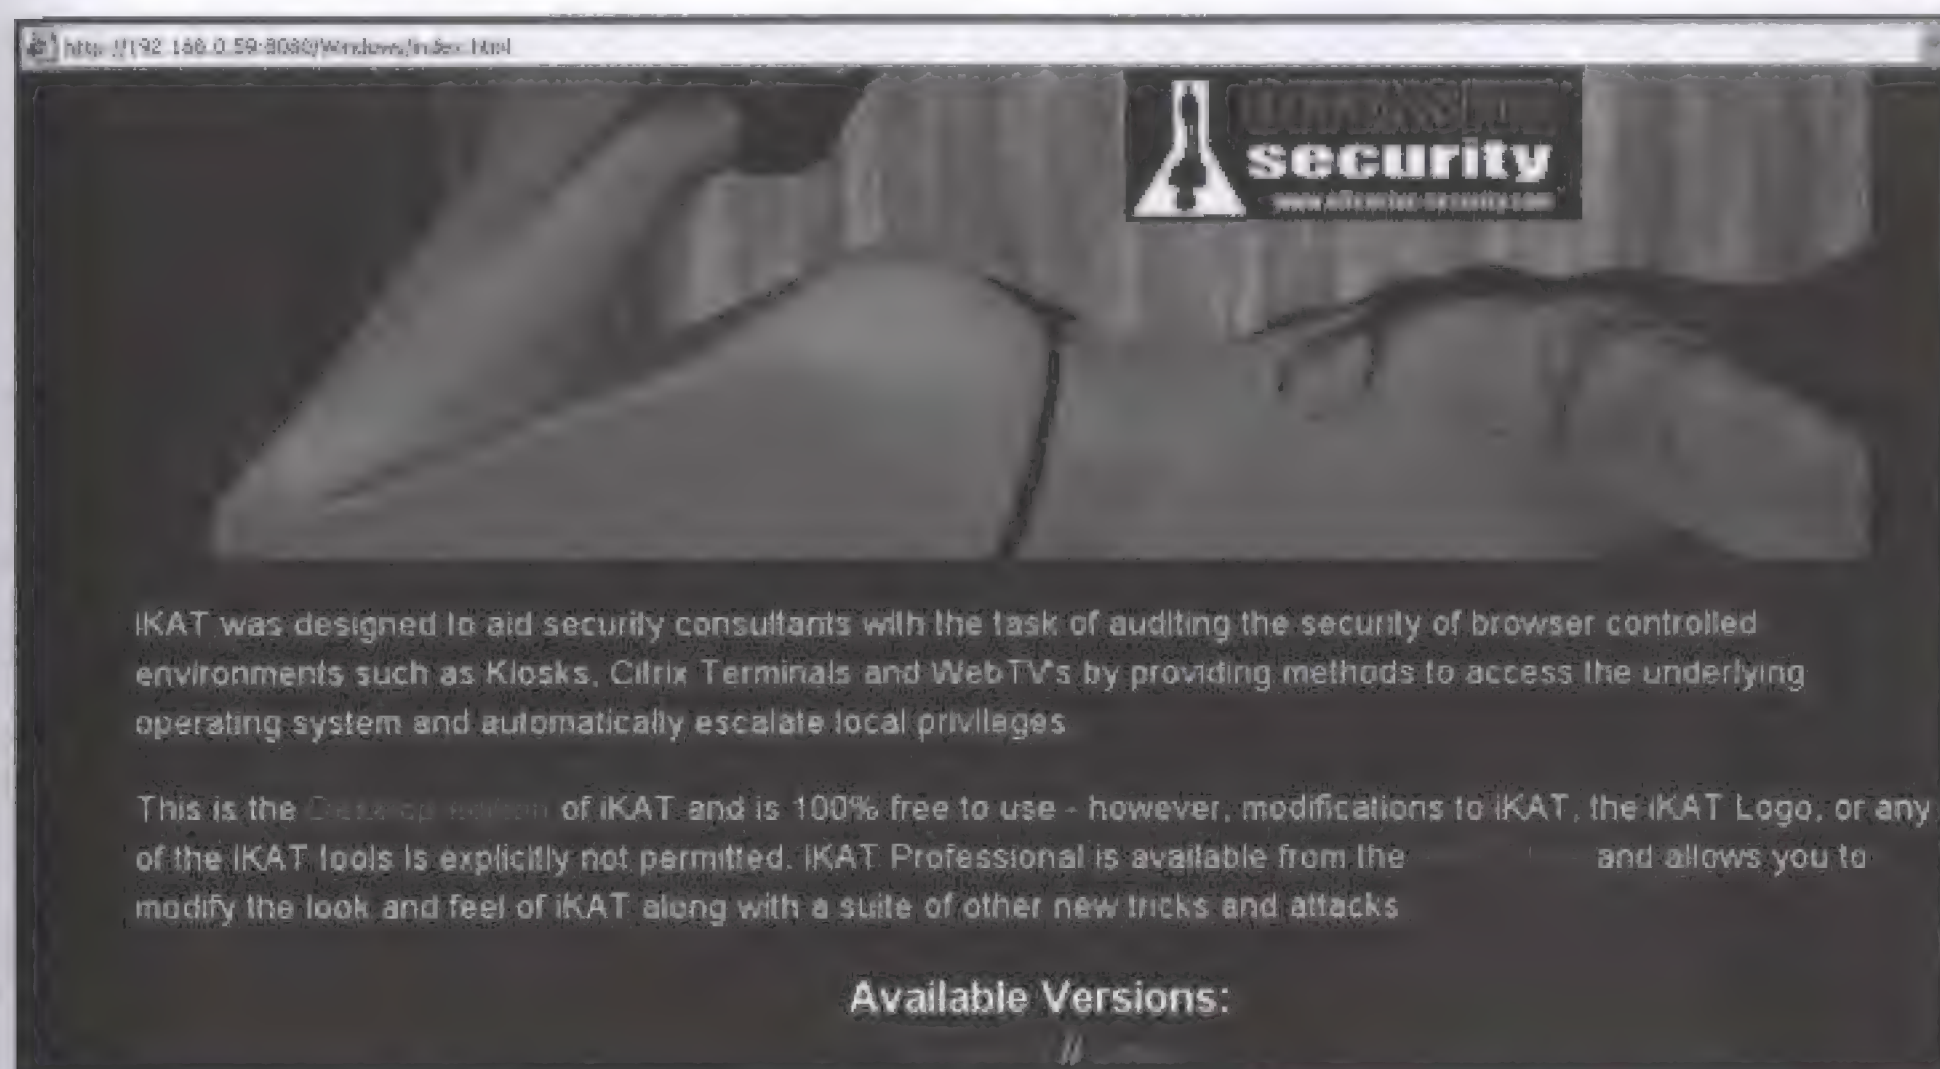 http://192.168.0.59:8080/Windows/index.html
security
www.offensive-security.com
iKAT was designed to aid security consultants with the task of auditing the security of browser controlled
environments such as Kiosks, Citrix Terminals and WebTV's by providing methods to access the underlying
operating system and automatically escalate local privileges
This is the of iKAT and is 100% free to use - however, modifications to iKAT, the iKAT Logo, or any
of the iKAT tools is explicitly not permitted. iKAT Professional is available from the and allows you to
modify the look and feel of iKAT along with a suite of other new tricks and attacks
Available Versions:
//